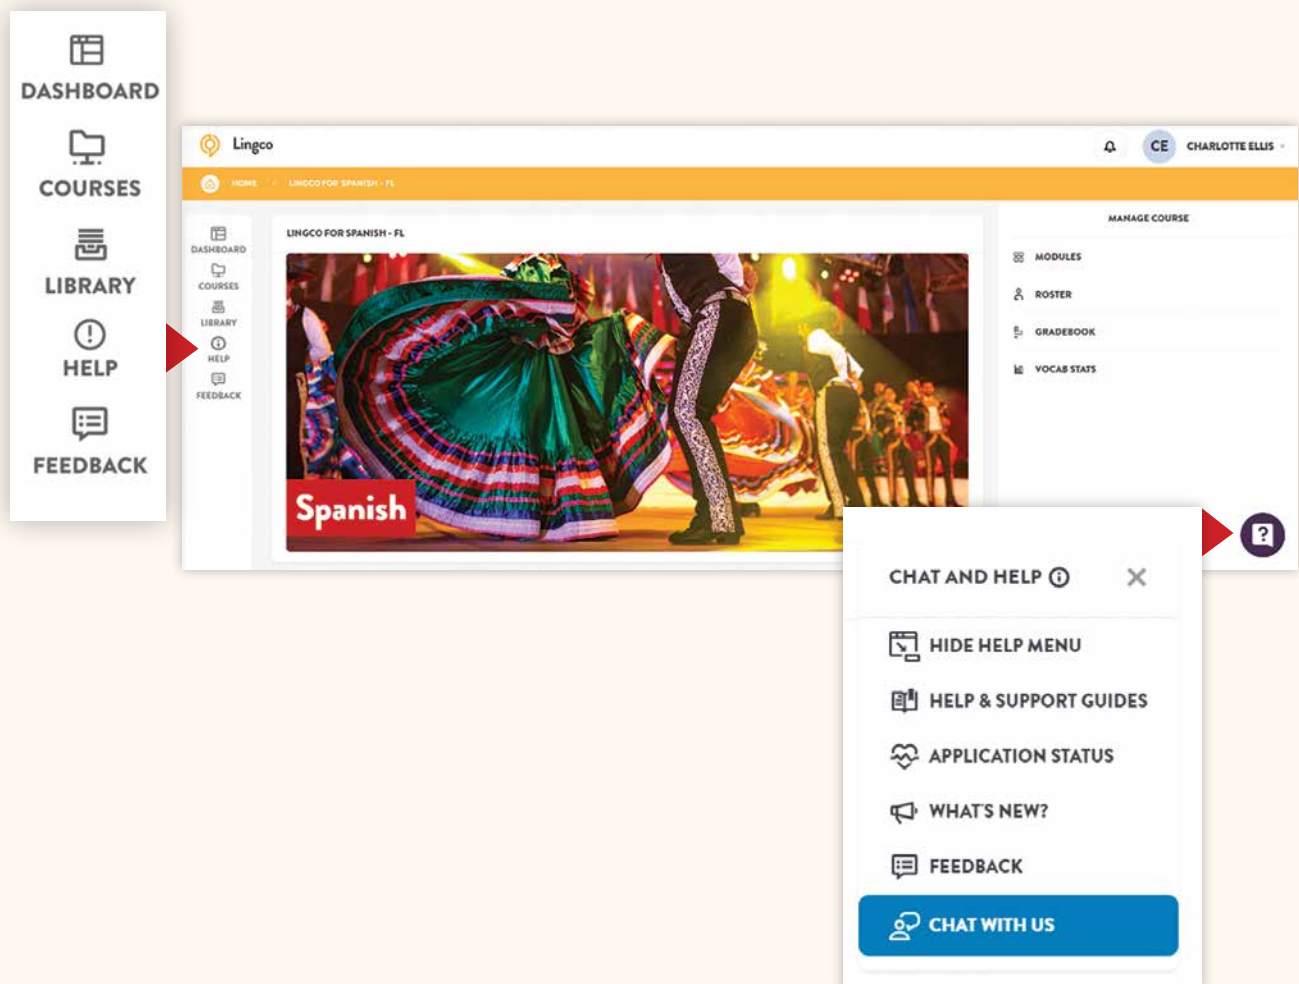 DASHBOARD
COURSES
LIBRARY
HELP
FEEDBACK
Lingco
CE CHARLOTTE ELLIS
HOME LINGCO FOR SPANISH - FL
DASHBOARD
COURSES
LIBRARY
HELP
FEEDBACK
LINGCO FOR SPANISH - FL
Spanish
MANAGE COURSE
MODULES
ROSTER
GRADEBOOK
VOCAB STATS
CHAT AND HELP
HIDE HELP MENU
HELP & SUPPORT GUIDES
APPLICATION STATUS
WHAT'S NEW?
FEEDBACK
CHAT WITH US